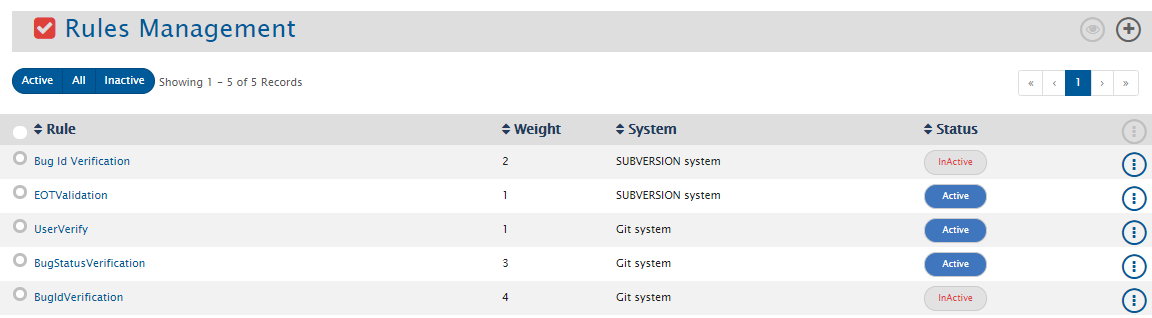 Rules Management
Active All Inactive Showing 1 - 5 of 5 Records « ‹ 1 › »
Rule Weight System Status
Bug Id Verification 2 SUBVERSION system InActive
EOTValidation 1 SUBVERSION system Active
UserVerify 1 Git system Active
BugStatusVerification 3 Git system Active
BugIdVerification 4 Git system InActive